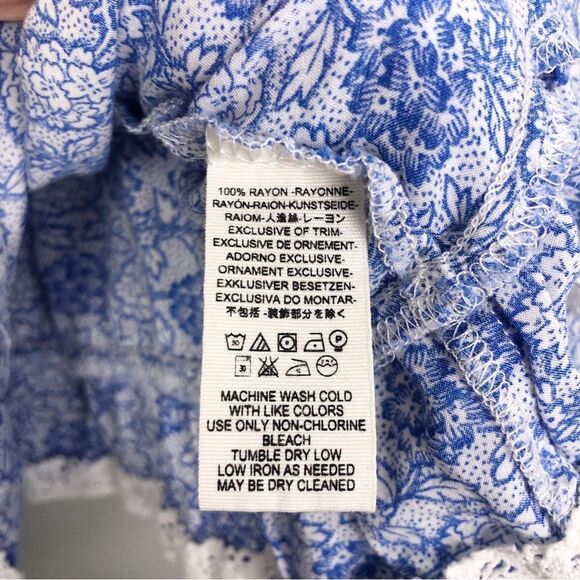 100% RAYON -RAYONNE-
RAYÓN-RAION-KUNSTSEIDE-
RAIOM-人造絲-レーヨン
EXCLUSIVE OF TRIM-
EXCLUSIVE DE ORNEMENT-
ADORNO EXCLUSIVE-
ORNAMENT EXCLUSIVE-
EXKLUSIVER BESETZEN-
EXCLUSIVA DO MONTAR-
不包括-装飾部分を除く
30 P
30
MACHINE WASH COLD
WITH LIKE COLORS
USE ONLY NON-CHLORINE
BLEACH
TUMBLE DRY LOW
LOW IRON AS NEEDED
MAY BE DRY CLEANED